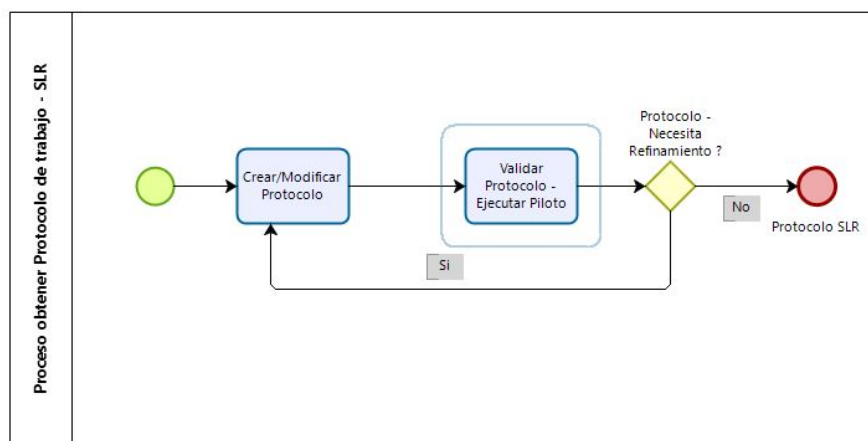 Proceso obtener Protocolo de trabajo - SLR
Crear/Modificar
Protocolo
Validar
Protocolo -
Ejecutar Piloto
Protocolo -
Necesita
Refinamiento ?
No
Protocolo SLR
Si